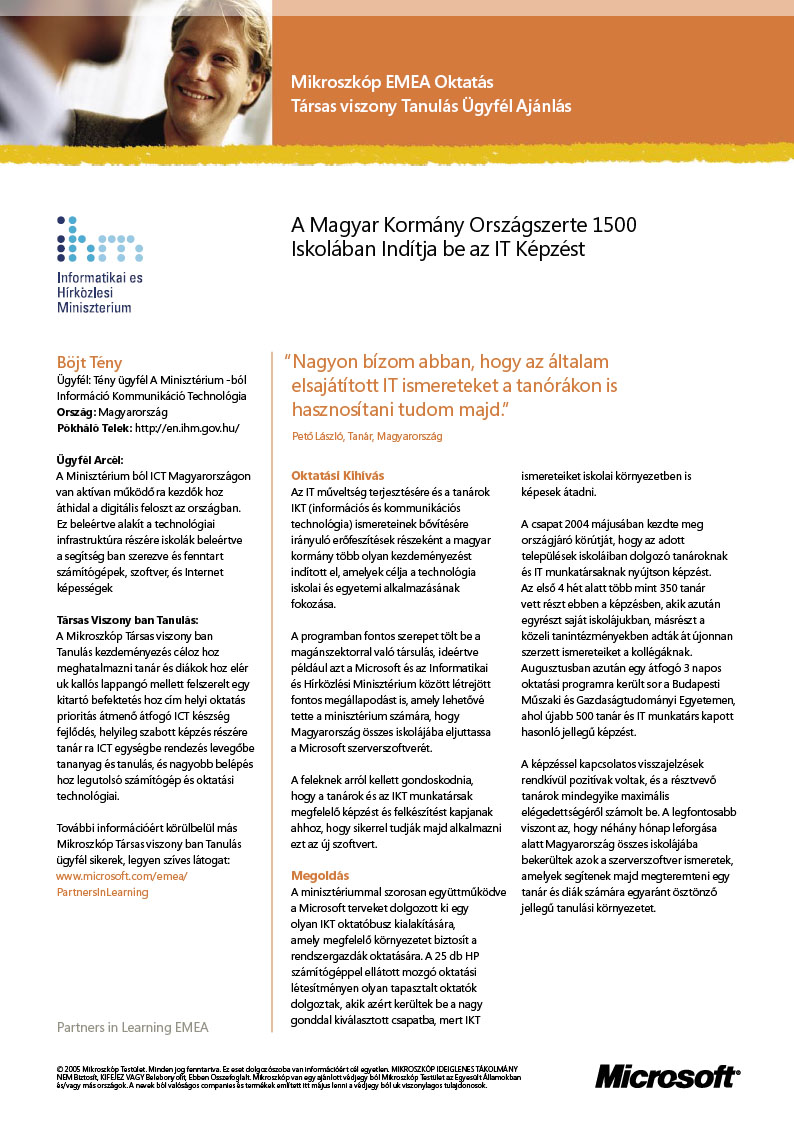 Mikroszkóp EMEA Oktatás
Társas viszony Tanulás Ügyfél Ajánlás
Informatikai es
Hírközlesi
Miniszterium
A Magyar Kormány Országszerte 1500
Iskolában Indítja be az IT Képzést
Böjt Tény
Ügyfél: Tény ügyfél A Minisztérium -ból
Információ Kommunikáció Technológia
Ország: Magyarország
Pókháló Telek: http://en.ihm.gov.hu/
Ügyfél Arcél:
A Minisztérium ból ICT Magyarországon
van aktívan működő ra kezdők hoz
áthidal a digitális feloszt az országban.
Ez beleértve alakít a technológiai
infrastruktúra részére iskolák beleértve
a segítség ban szerezve és fenntart
számítógépek, szoftver, és Internet
képességek
Társas Viszony ban Tanulás:
A Mikroszkóp Társas viszony ban
Tanulás kezdeményezés céloz hoz
meghatalmazni tanár és diákok hoz elér
uk kallós lappangó mellett felszerelt egy
kitartó befektetés hoz cím helyi oktatás
prioritás átmenő átfogó ICT készség
fejlődés, helyileg szabott képzés részére
tanár ra ICT egységbe rendezés levegőbe
tananyag és tanulás, és nagyobb belépés
hoz legutolsó számítógép és oktatási
technológiai.
További információért körülbelül más
Mikroszkóp Társas viszony ban Tanulás
ügyfél sikerek, legyen szíves látogat:
www.microsoft.com/emea/
PartnersInLearning
Partners in Learning EMEA
“Nagyon bízom abban, hogy az általam
elsajátított IT ismereteket a tanórákon is
hasznosítani tudom majd.“
Pető László, Tanár, Magyarország
Oktatási Kihívás
Az IT műveltség terjesztésére és a tanárok
IKT (információs és kommunikációs
technológia) ismereteinek bővítésére
irányuló erőfeszítések részeként a magyar
kormány több olyan kezdeményezést
indított el, amelyek célja a technológia
iskolai és egyetemi alkalmazásának
fokozása.
A programban fontos szerepet tölt be a
magánszektorral való társulás, ideértve
például azt a Microsoft és az Informatikai
és Hírközlési Minisztérium között létrejött
fontos megállapodást is, amely lehetővé
tette a minisztérium számára, hogy
Magyarország összes iskolájába eljuttassa
a Microsoft szerverszoftverét.
A feleknek arról kellett gondoskodnia,
hogy a tanárok és az IKT munkatársak
megfelelő képzést és felkészítést kapjanak
ahhoz, hogy sikerrel tudják majd alkalmazni
ezt az új szoftvert.
Megoldás
A minisztériummal szorosan együttműködve
a Microsoft terveket dolgozott ki egy
olyan IKT oktatóbusz kialakítására,
amely megfelelő környezetet biztosít a
rendszergazdák oktatására. A 25 db HP
számítógéppel ellátott mozgó oktatási
létesítményen olyan tapasztalt oktatók
dolgoztak, akik azért kerültek be a nagy
gonddal kiválasztott csapatba, mert IKT
ismereteiket iskolai környezetben is
képesek átadni.
A csapat 2004 májusában kezdte meg
országjáró körútját, hogy az adott
települések iskoláiban dolgozó tanároknak
és IT munkatársaknak nyújtson képzést.
Az első 4 hét alatt több mint 350 tanár
vett részt ebben a képzésben, akik azután
egyrészt saját iskolájukban, másrészt a
közeli tanintézményekben adták át újonnan
szerzett ismereteiket a kollégáknak.
Augusztusban azután egy átfogó 3 napos
oktatási programra került sor a Budapesti
Műszaki és Gazdaságtudományi Egyetemen,
ahol újabb 500 tanár és IT munkatárs kapott
hasonló jellegű képzést.
A képzéssel kapcsolatos visszajelzések
rendkívül pozitívak voltak, és a résztvevő
tanárok mindegyike maximális
elégedettségéről számolt be. A legfontosabb
viszont az, hogy néhány hónap leforgása
alatt Magyarország összes iskolájába
bekerültek azok a szerverszoftver ismeretek,
amelyek segítenek majd megteremteni egy
tanár és diák számára egyaránt ösztönző
jellegű tanulási környezetet.
© 2005 Mikroszkóp Testület. Minden jog fenntartva. Ez eset dolgozószoba van információért cél egyetlen. MIKROSZKÓP IDEIGLENES TÁKOLMÁNY
NEM Biztosít, KIFEJEZ VAGY Belebonyolít, Ebben Összefoglalt. Mikroszkóp van egy ajánlott védjegy ból Mikroszkóp Testület az Egyesült Államokban
és/vagy más országok. A nevek ból valóságos companies és termékek említett itt május lenni a védjegy ból uk viszonylagos tulajdonosok.
Microsoft®